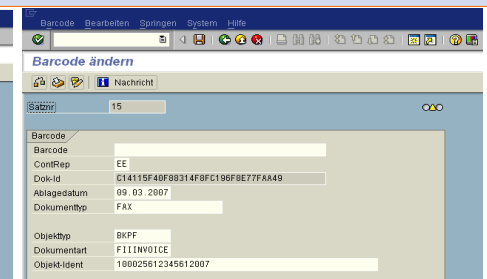 Barcode Bearbeiten Springen System Hilfe
Barcode ändern
Nachricht
Satznr 15
Barcode
Barcode
ContRep EE
Dok-Id C14115F40F00314F8FC196F8E77FAA49
Ablagedatum 09.03.2007
Dokumenttyp FAX
Objekttyp BKPF
Dokumentart FIIINVOICE
Objekt-Ident 100025612345612007